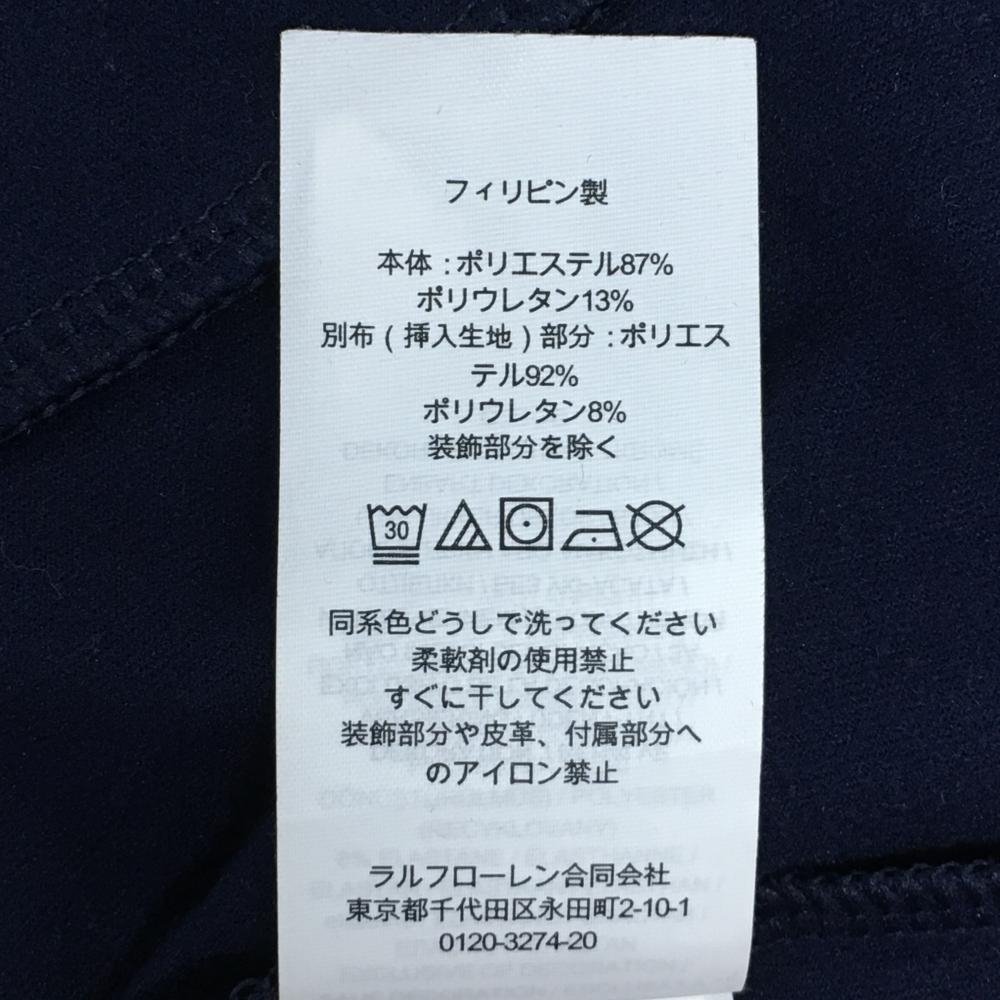 フィリピン製
本体 : ポリエステル87%
ポリウレタン13%
別布 ( 挿入生地 ) 部分 : ポリエス
テル92%
ポリウレタン8%
装飾部分を除く
30
同系色どうしで洗ってください
柔軟剤の使用禁止
すぐに干してください
装飾部分や皮革、付属部分へ
のアイロン禁止
ラルフローレン合同会社
東京都千代田区永田町2-10-1
0120-3274-20